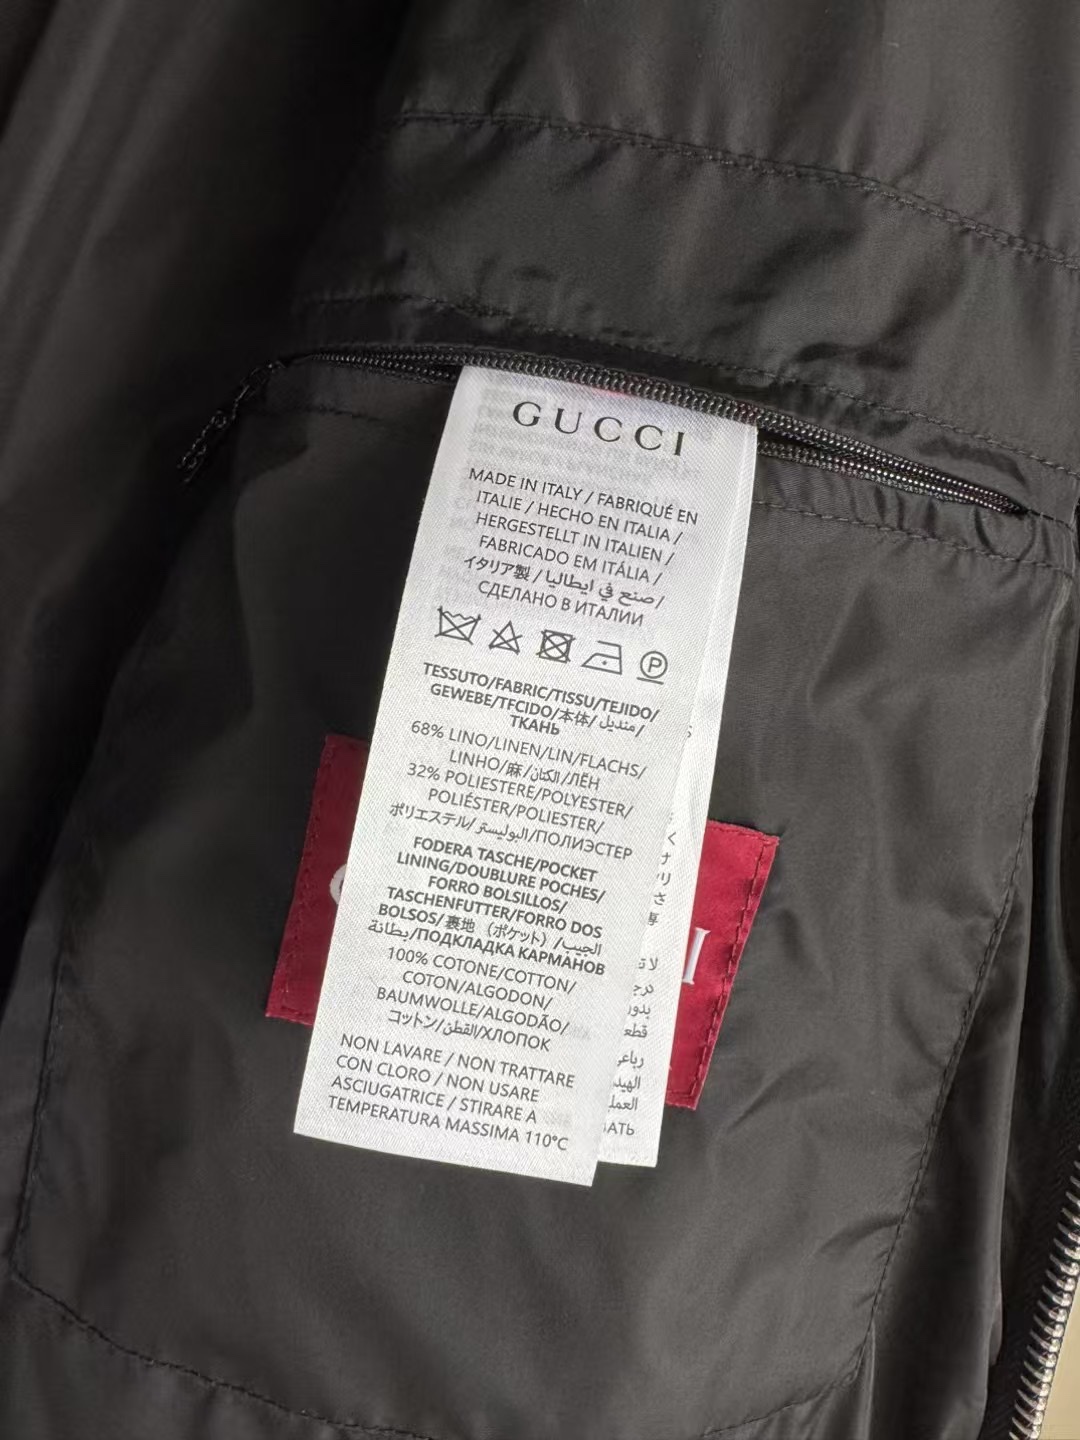 GUCCI
MADE IN ITALY / FABRIQUÉ EN
ITALIE / HECHO EN ITALIA /
HERGESTELLT IN ITALIEN /
FABRICADO EM ITÁLIA /
イタリア製 / صنع في ايطاليا /
СДЕЛАНО В ИТАЛИИ
P
TESSUTO/FABRIC/TISSU/TEJIDO/
GEWEBE/TFCIDO/本体/منديل/
ТКАНЬ
68% LINO/LINEN/LIN/FLACHS/
LINHO/麻/الكتان/ЛЁН
32% POLIESTERE/POLYESTER/
POLIÉSTER/POLIESTER/
ポリエステル/البوليستر/ПОЛИЭСТЕР
FODERA TASCHE/POCKET
LINING/DOUBLURE POCHES/
FORRO BOLSILLOS/
TASCHENFUTTER/FORRO DOS
BOLSOS/裏地 (ポケット) /الجيب
بطانة/ПОДКЛАДКА КАРМАНОВ
100% COTONE/COTTON/
COTON/ALGODON/
BAUMWOLLE/ALGODÃO/
コットン/القطن/ХЛОПОК
NON LAVARE / NON TRATTARE
CON CLORO / NON USARE
ASCIUGATRICE / STIRARE A
TEMPERATURA MASSIMA 110°C